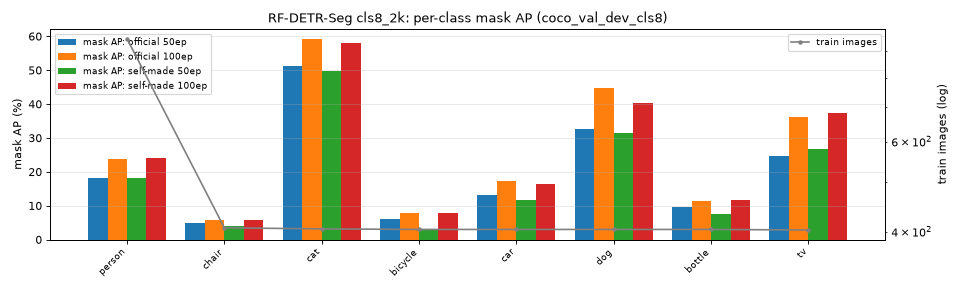 RF-DETR-Seg cls8_2k: per-class mask AP (coco_val_dev_cls8)
mask AP: official 50ep
mask AP: official 100ep
mask AP: self-made 50ep
mask AP: self-made 100ep
train images
mask AP (%)
60
50
40
30
20
10
0
train images (log)
6 × 10²
4 × 10²
person
chair
cat
bicycle
car
dog
bottle
tv